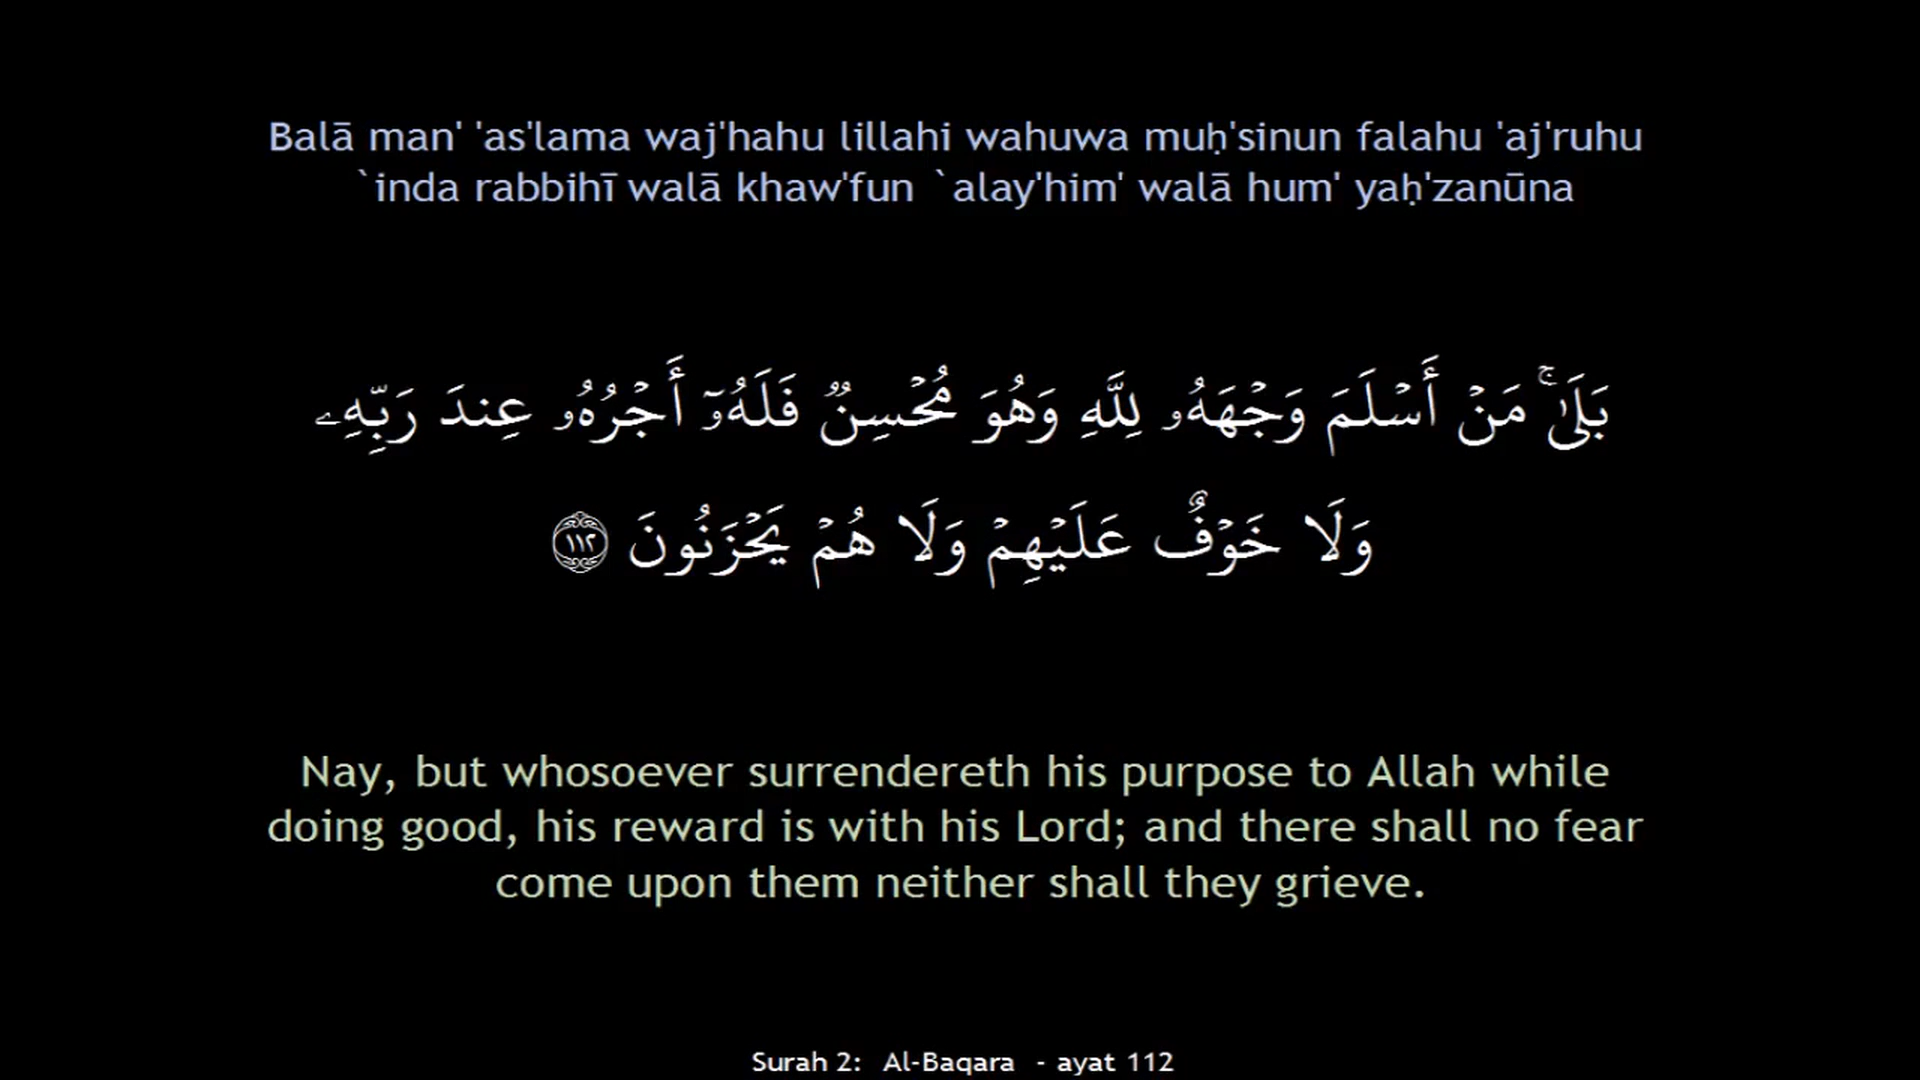 Balā man' 'as'lama waj'hahu lillahi wahuwa muḥ'sinun falahu 'aj'ruhu
`inda rabbihī walā khaw'fun `alay'him' walā hum' yaḥ'zanūna
بَلَىٰۚ مَنۡ أَسۡلَمَ وَجۡهَهُۥ لِلَّهِ وَهُوَ مُحۡسِنٞ فَلَهُۥٓ أَجۡرُهُۥ عِندَ رَبِّهِۦ
وَلَا خَوۡفٌ عَلَيۡهِمۡ وَلَا هُمۡ يَحۡزَنُونَ ١١٢
Nay, but whosoever surrendereth his purpose to Allah while
doing good, his reward is with his Lord; and there shall no fear
come upon them neither shall they grieve.
Surah 2: Al-Baqara - ayat 112